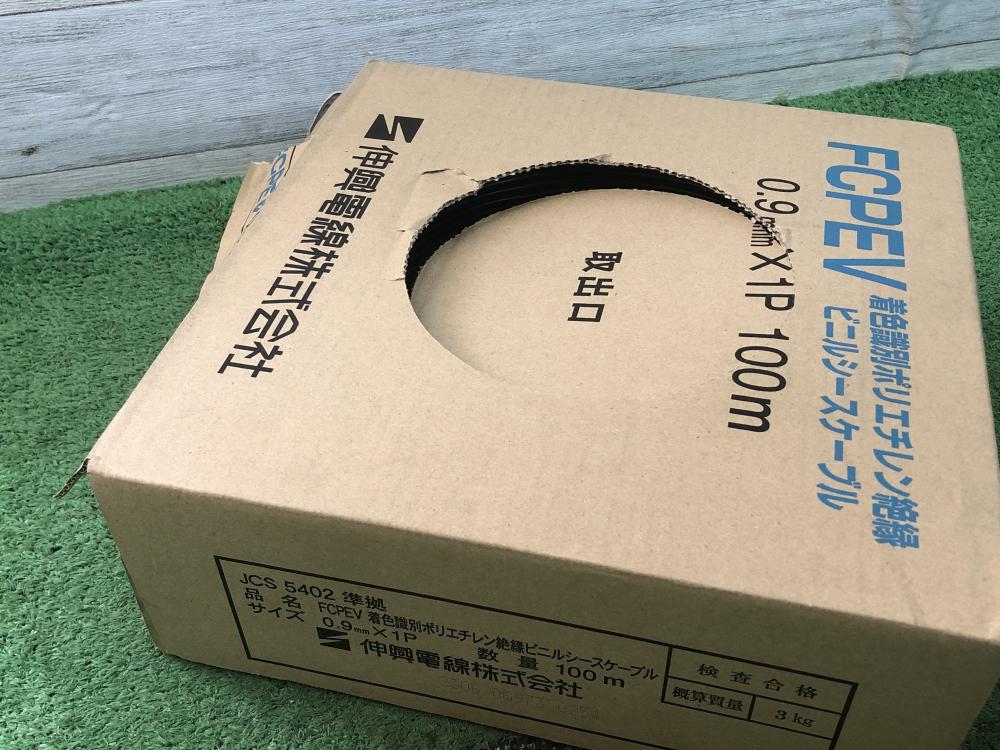 FCPEV 着色識別ポリエチレン絶縁
ビニルシースケーブル
0.9mm×1P 100m
取出口
伸興電線株式会社
JCS 5402 準拠
品名 FCPEV 着色識別ポリエチレン絶縁ビニルシースケーブル
サイズ 0.9mm×1P 数量 100m
伸興電線株式会社
検査合格
概算質量 3kg